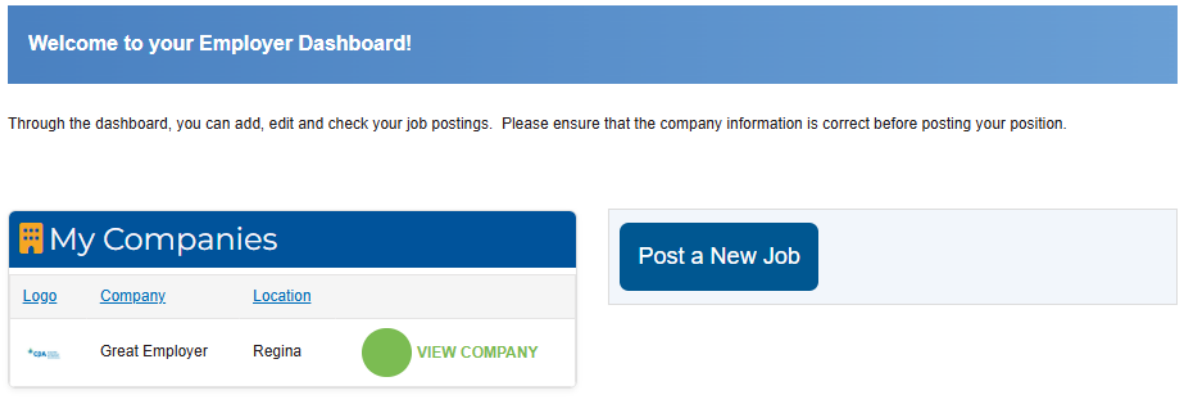 Welcome to your Employer Dashboard!
Through the dashboard, you can add, edit and check your job postings.  Please ensure that the company information is correct before posting your position.
My Companies
Post a New Job
Logo Company Location
CDA Great Employer Regina VIEW COMPANY